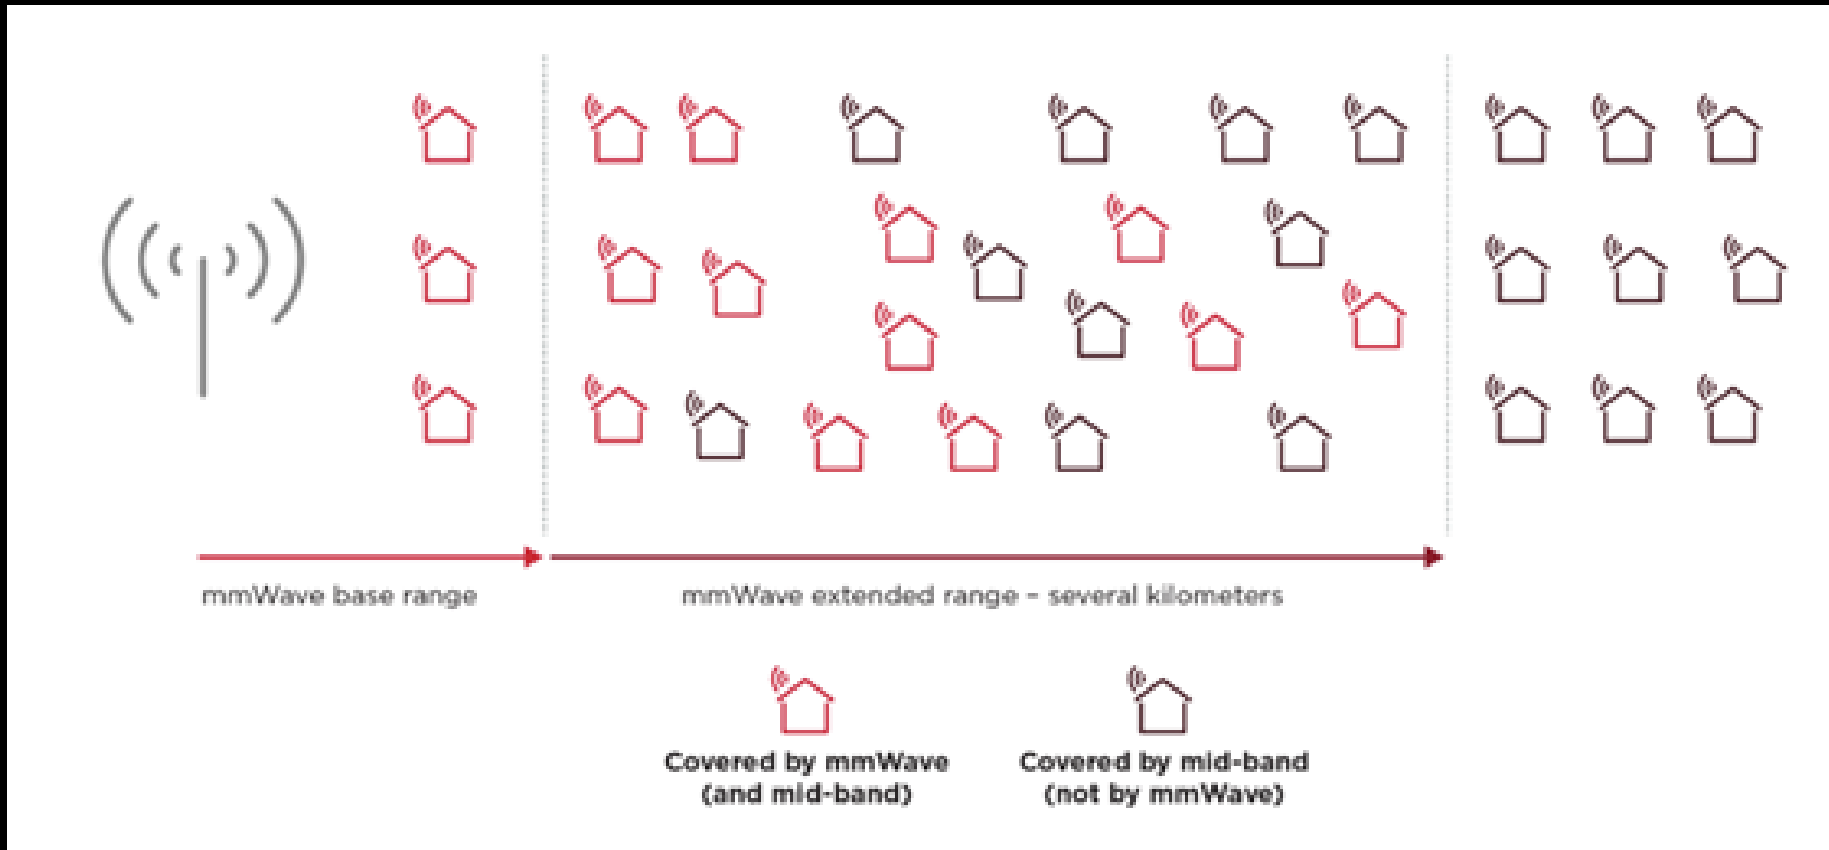 mmWave base range
mmWave extended range – several kilometers
Covered by mmWave
(and mid-band)
Covered by mid-band
(not by mmWave)